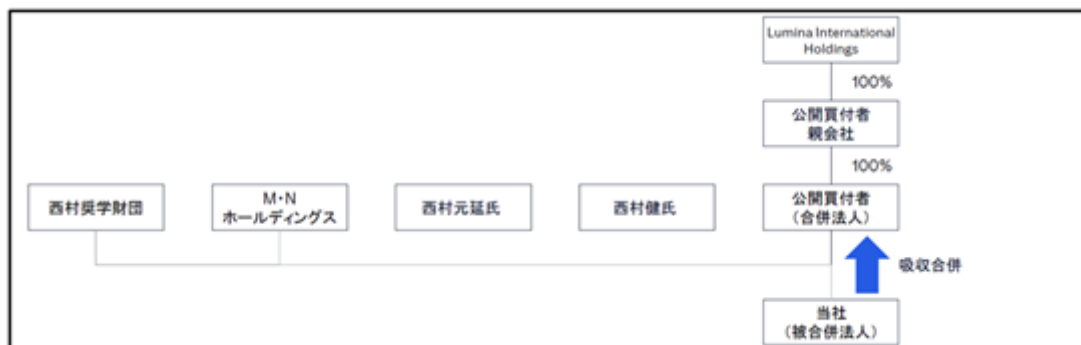 Lumina International
Holdings
100%
公開買付者
親会社
100%
西村奨学財団
M・N
ホールディングス
西村元延氏
西村健氏
公開買付者
(合併法人)
吸収合併
当社
(被合併法人)